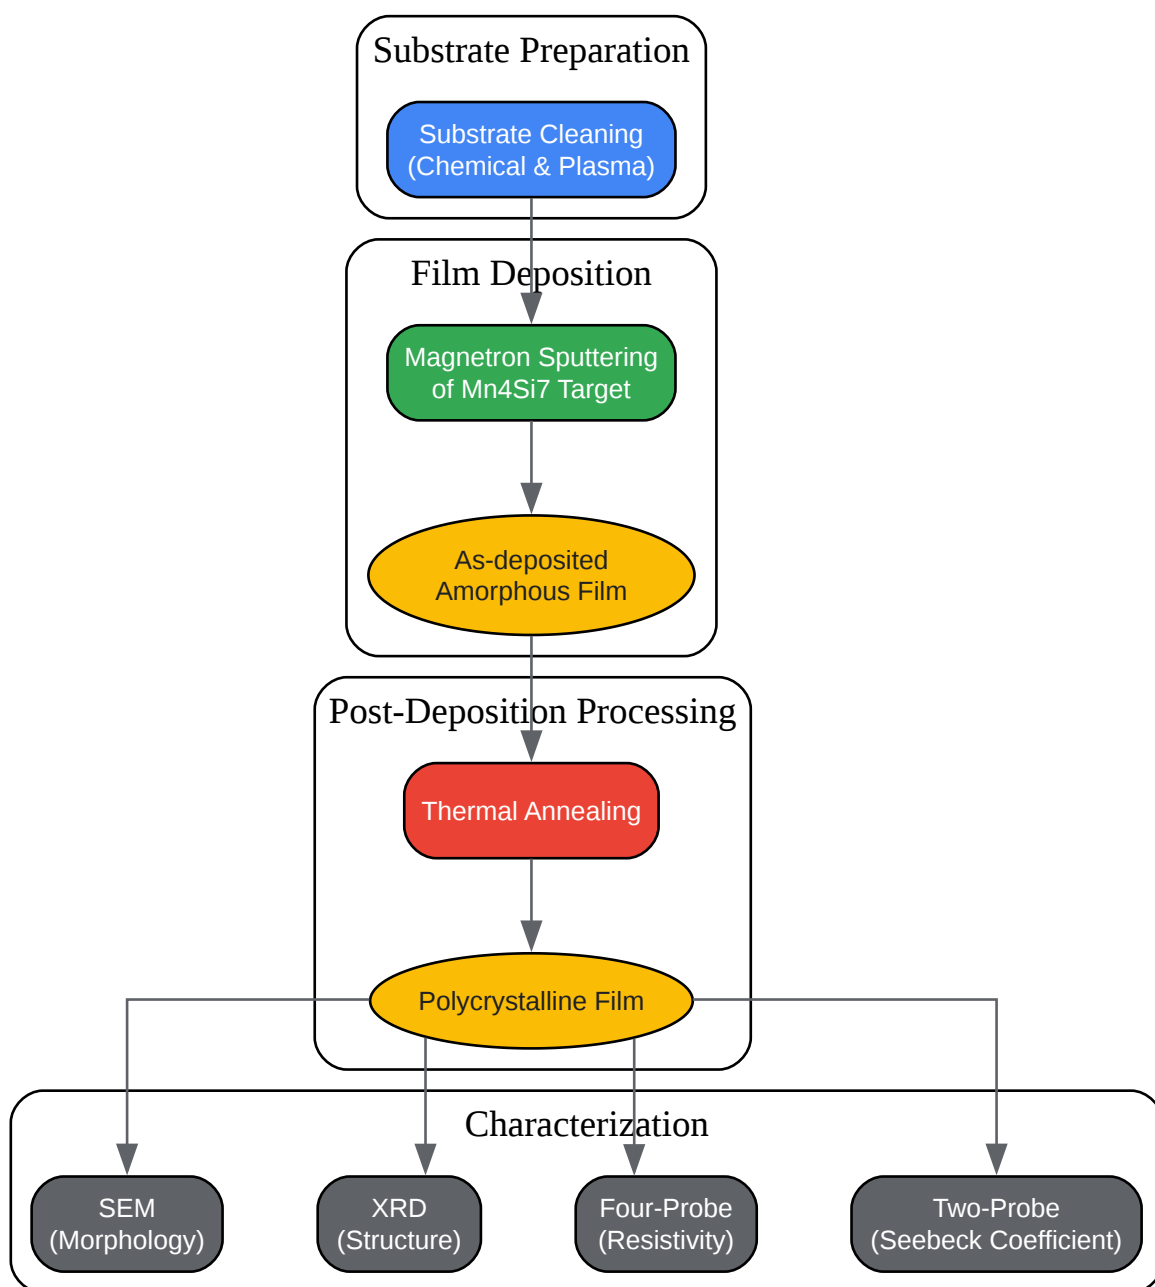 Substrate Preparation
Substrate Cleaning
(Chemical & Plasma)
Film Deposition
Magnetron Sputtering
of Mn4Si7 Target
As-deposited
Amorphous Film
Post-Deposition Processing
Thermal Annealing
Polycrystalline Film
Characterization
SEM
(Morphology)
XRD
(Structure)
Four-Probe
(Resistivity)
Two-Probe
(Seebeck Coefficient)